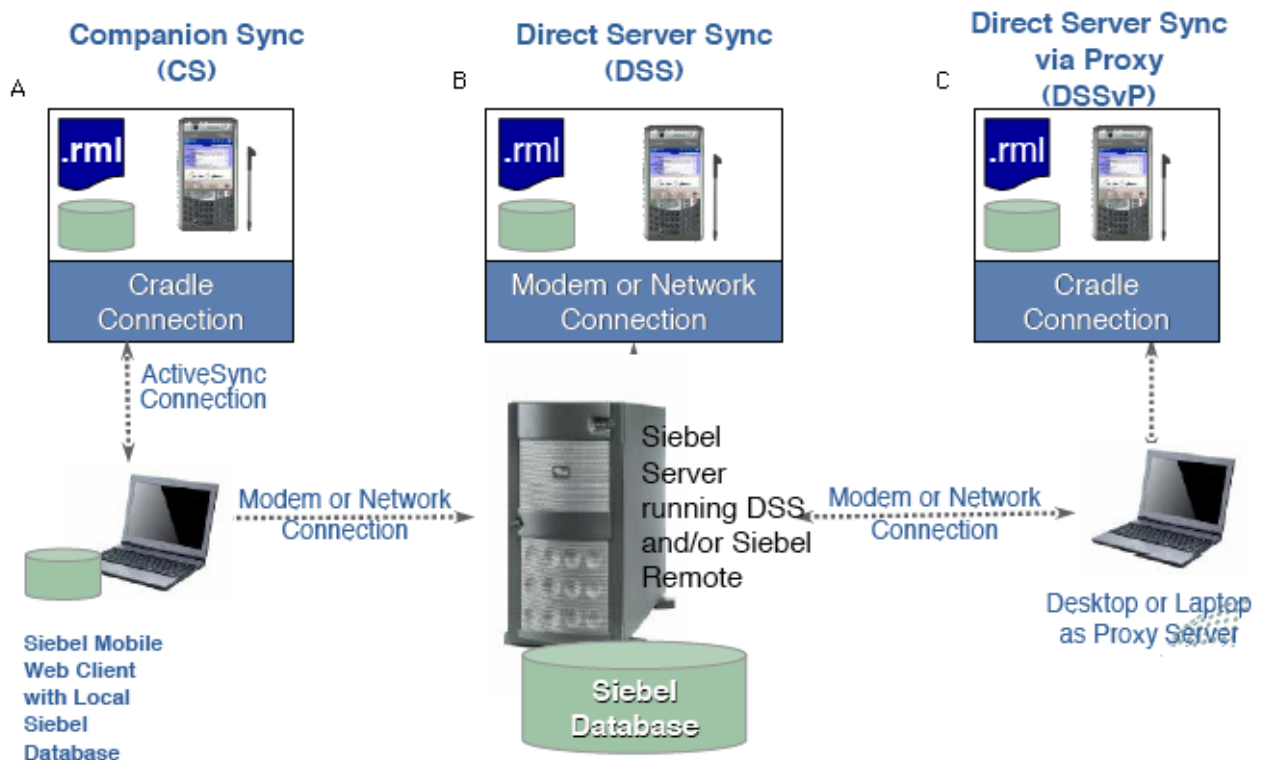 Companion Sync
(CS)
Direct Server Sync
(DSS)
Direct Server Sync
via Proxy
(DSSvP)
A
B
C
.rml
.rml
.rml
Cradle
Connection
Modem or Network
Connection
Cradle
Connection
ActiveSync
Connection
Modem or Network
Connection
Siebel
Server
running DSS
and/or Siebel
Remote
Modem or Network
Connection
Siebel Mobile
Web Client
with Local
Siebel
Database
Siebel
Database
Desktop or Laptop
as Proxy Server